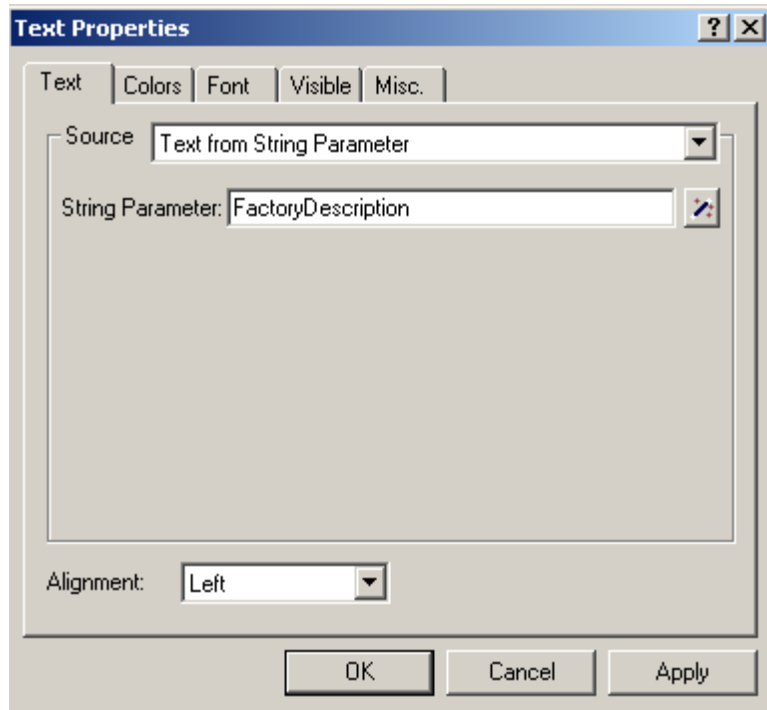 Text Properties ? X
Text Colors Font Visible Misc.
Source Text from String Parameter
String Parameter: FactoryDescription
Alignment: Left
OK Cancel Apply